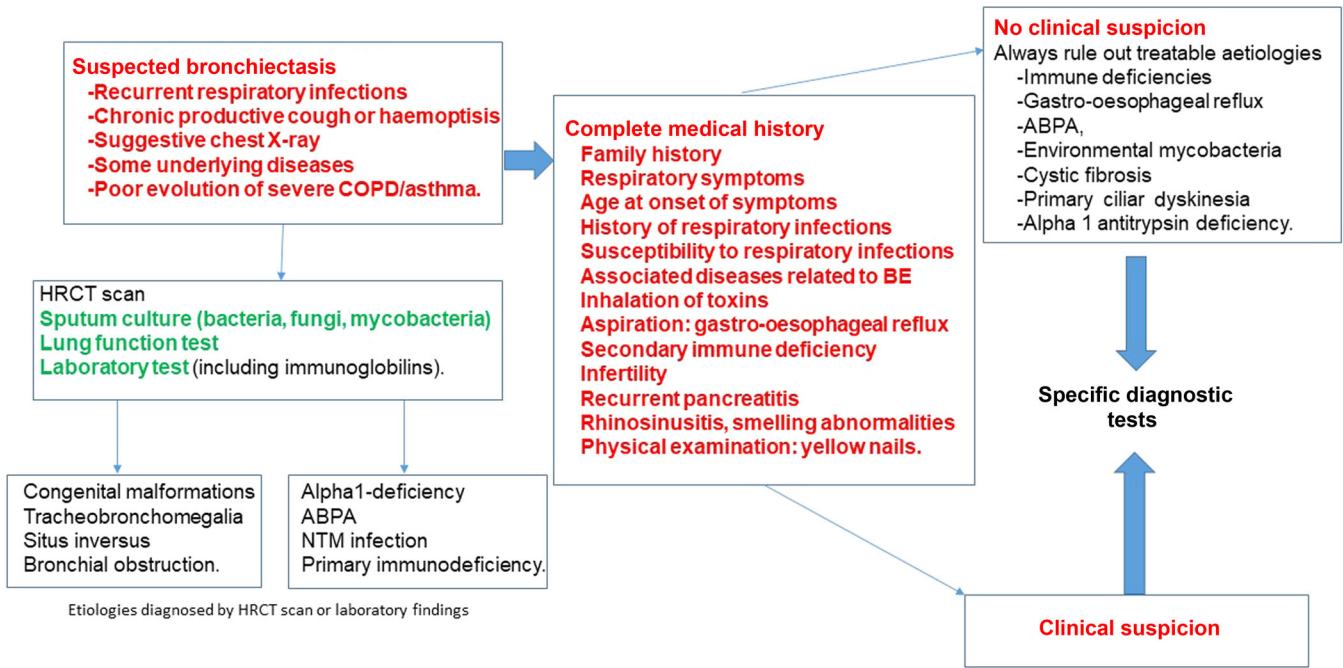 Suspected bronchiectasis
-Recurrent respiratory infections
-Chronic productive cough or haemoptisis
-Suggestive chest X-ray
-Some underlying diseases
-Poor evolution of severe COPD/asthma.
HRCT scan
Sputum culture (bacteria, fungi, mycobacteria)
Lung function test
Laboratory test (including immunoglobilins).
Congenital malformations
Tracheobronchomegalia
Situs inversus
Bronchial obstruction.
Alpha1-deficiency
ABPA
NTM infection
Primary immunodeficiency.
Etiologies diagnosed by HRCT scan or laboratory findings
Complete medical history
Family history
Respiratory symptoms
Age at onset of symptoms
History of respiratory infections
Susceptibility to respiratory infections
Associated diseases related to BE
Inhalation of toxins
Aspiration: gastro-oesophageal reflux
Secondary immune deficiency
Infertility
Recurrent pancreatitis
Rhinosinusitis, smelling abnormalities
Physical examination: yellow nails.
No clinical suspicion
Always rule out treatable aetiologies
-Immune deficiencies
-Gastro-oesophageal reflux
-ABPA,
-Environmental mycobacteria
-Cystic fibrosis
-Primary ciliar dyskinesia
-Alpha 1 antitrypsin deficiency.
Specific diagnostic
tests
Clinical suspicion